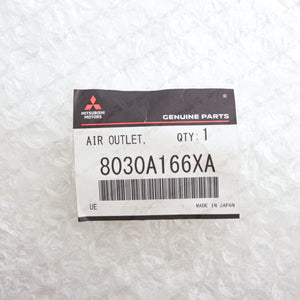 R
MITSUBISHI
MOTORS
GENUINE PARTS
AIR OUTLET, QTY: 1
8030A166XA
UE
MADE IN JAPAN